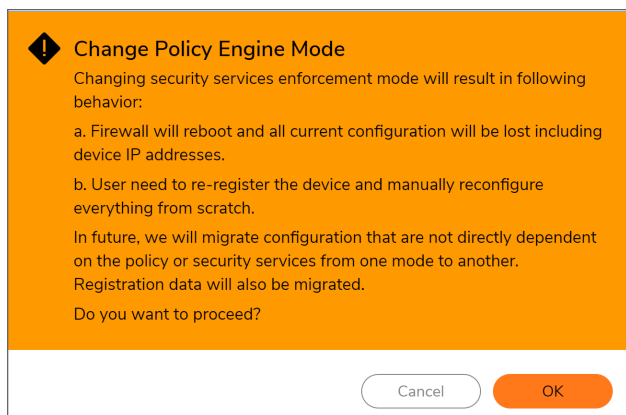 Change Policy Engine Mode
Changing security services enforcement mode will result in following
behavior:
a. Firewall will reboot and all current configuration will be lost including
device IP addresses.
b. User need to re-register the device and manually reconfigure
everything from scratch.
In future, we will migrate configuration that are not directly dependent
on the policy or security services from one mode to another.
Registration data will also be migrated.
Do you want to proceed?
Cancel OK